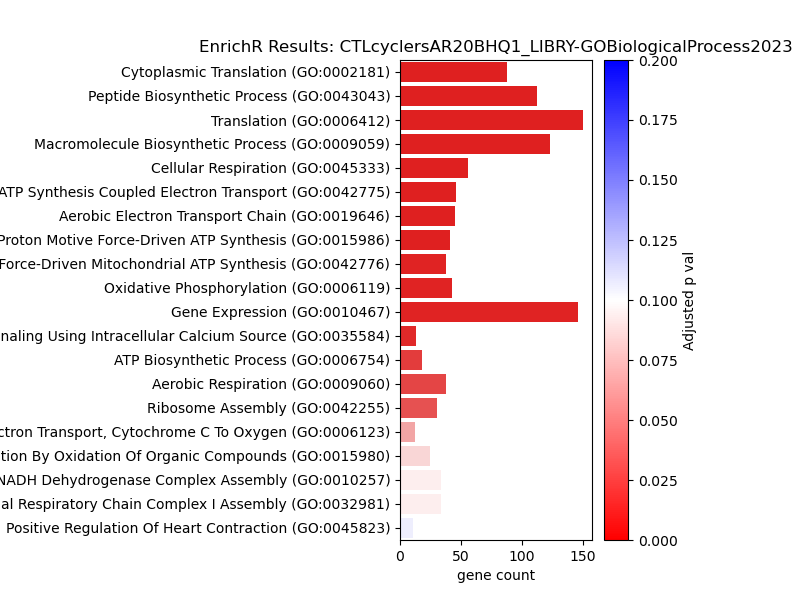 EnrichR Results: CTLcyclersAR20BHQ1_LIBRY-GOBiologicalProcess2023
Cytoplasmic Translation (GO:0002181)
Peptide Biosynthetic Process (GO:0043043)
Translation (GO:0006412)
Macromolecule Biosynthetic Process (GO:0009059)
Cellular Respiration (GO:0045333)
ATP Synthesis Coupled Electron Transport (GO:0042775)
Aerobic Electron Transport Chain (GO:0019646)
Proton Motive Force-Driven ATP Synthesis (GO:0015986)
Force-Driven Mitochondrial ATP Synthesis (GO:0042776)
Oxidative Phosphorylation (GO:0006119)
Gene Expression (GO:0010467)
naling Using Intracellular Calcium Source (GO:0035584)
ATP Biosynthetic Process (GO:0006754)
Aerobic Respiration (GO:0009060)
Ribosome Assembly (GO:0042255)
ctron Transport, Cytochrome C To Oxygen (GO:0006123)
tion By Oxidation Of Organic Compounds (GO:0015980)
NADH Dehydrogenase Complex Assembly (GO:0010257)
al Respiratory Chain Complex I Assembly (GO:0032981)
Positive Regulation Of Heart Contraction (GO:0045823)
0 50 100 150
gene count
0.200
0.175
0.150
0.125
0.100
0.075
0.050
0.025
0.000
Adjusted p val